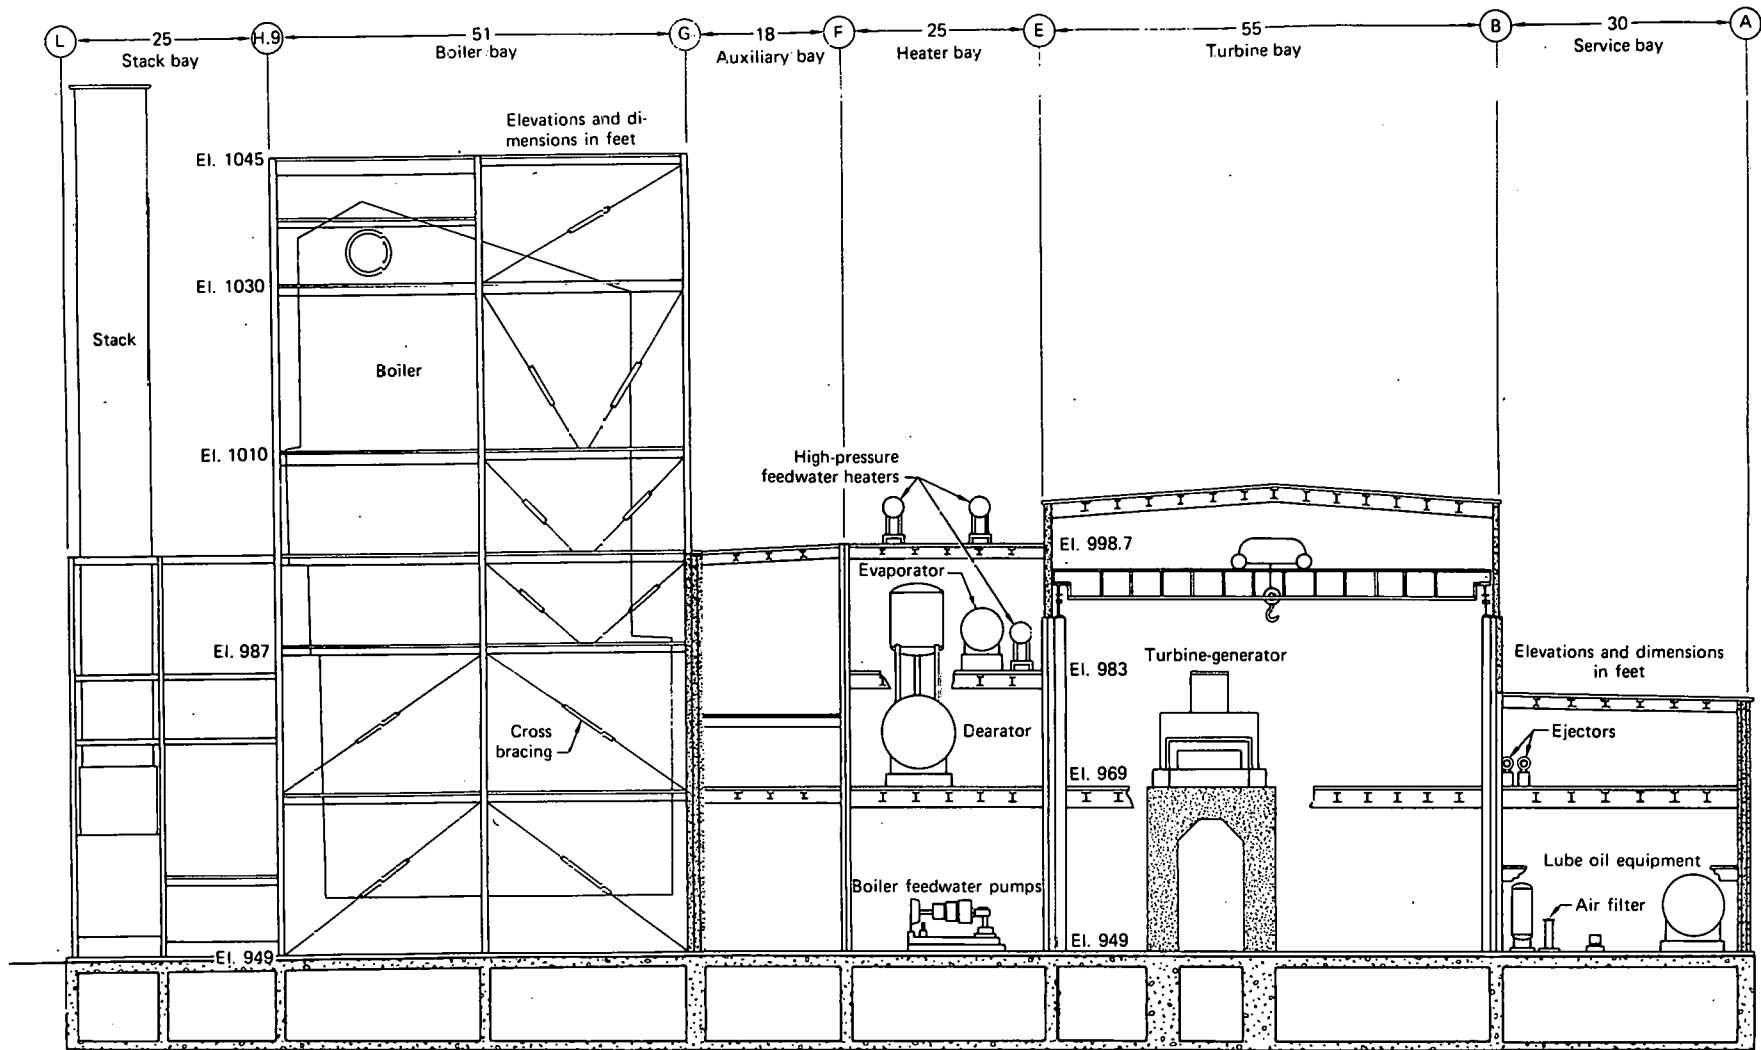 L
25
Stack bay
H.9
51
Boiler bay
G
18
Auxiliary bay
F
25
Heater bay
E
55
Turbine bay
B
30
Service bay
A
Elevations and di-
mensions in feet
El. 1045
El. 1030
Stack
Boiler
El. 1010
High-pressure
feedwater heaters
El. 998.7
Evaporator
El. 987
El. 983
Turbine-generator
Elevations and dimensions
in feet
Cross
bracing
Dearator
Ejectors
El. 969
Lube oil equipment
Boiler feedwater pumps
Air filter
El. 949
El. 949